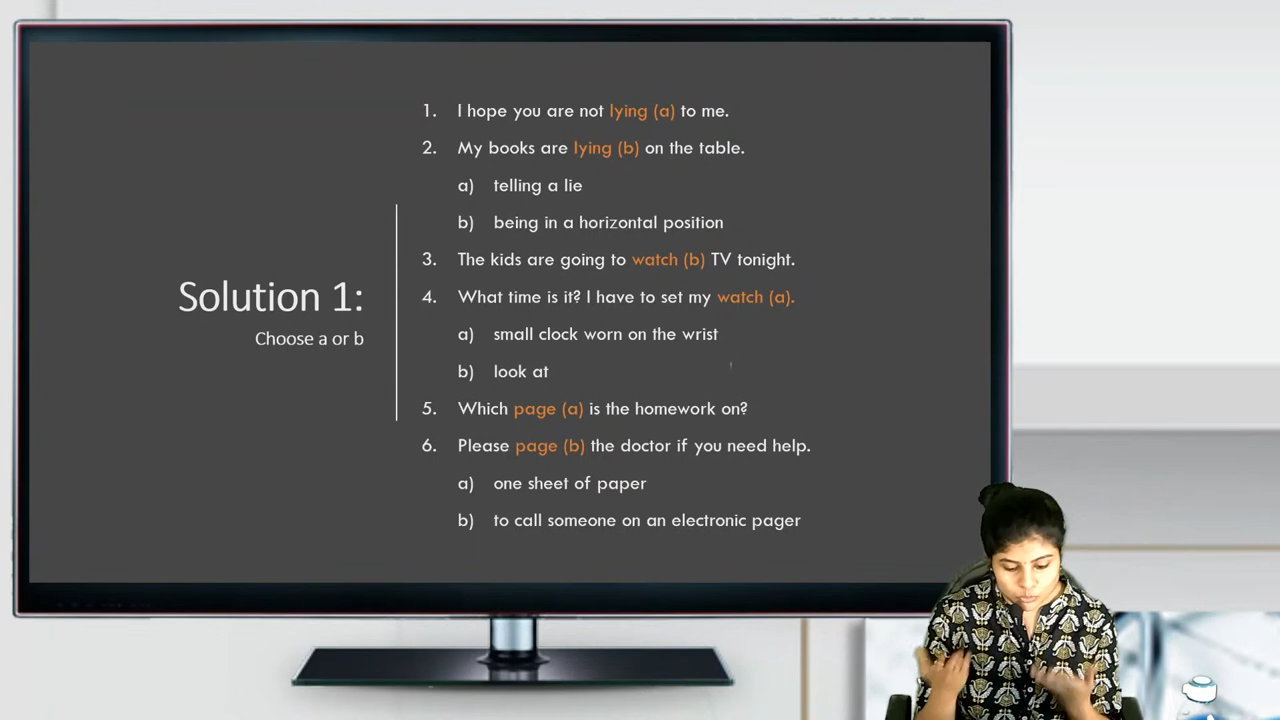 Solution 1:
Choose a or b
1. I hope you are not lying (a) to me.
2. My books are lying (b) on the table.
a) telling a lie
b) being in a horizontal position
3. The kids are going to watch (b) TV tonight.
4. What time is it? I have to set my watch (a).
a) small clock worn on the wrist
b) look at
5. Which page (a) is the homework on?
6. Please page (b) the doctor if you need help.
a) one sheet of paper
b) to call someone on an electronic pager